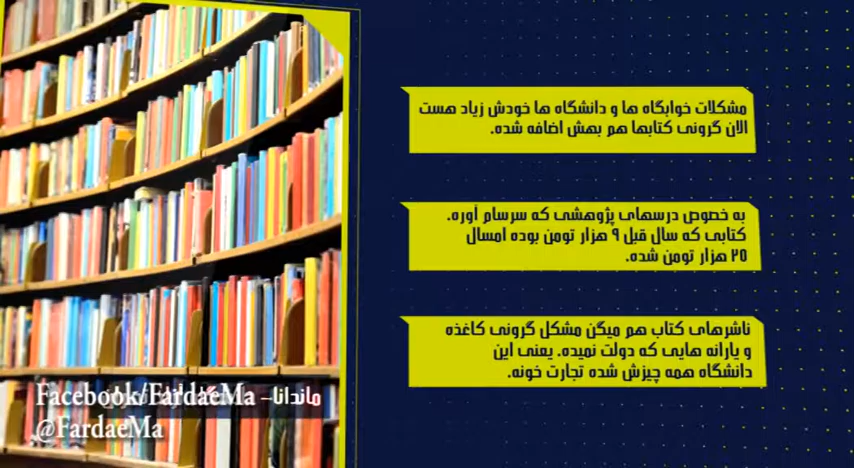 مشکلات خوابگاه ها و دانشگاه ها خودش زیاد هست
الان گرونی کتابها هم بهش اضافه شده.
به خصوص درسهای پژوهشی که سرسام آوره.
کتابی که سال قبل ۹ هزار تومن بوده امسال
۲۵ هزار تومن شده.
ناشرهای کتاب هم میگن مشکل گرونی کاغذه
و یارانه هایی که دولت نمیده. یعنی این
دانشگاه همه چیزش شده تجارت خونه.
Facebook/FardaeMa
ماندانا-
@FardaeMa